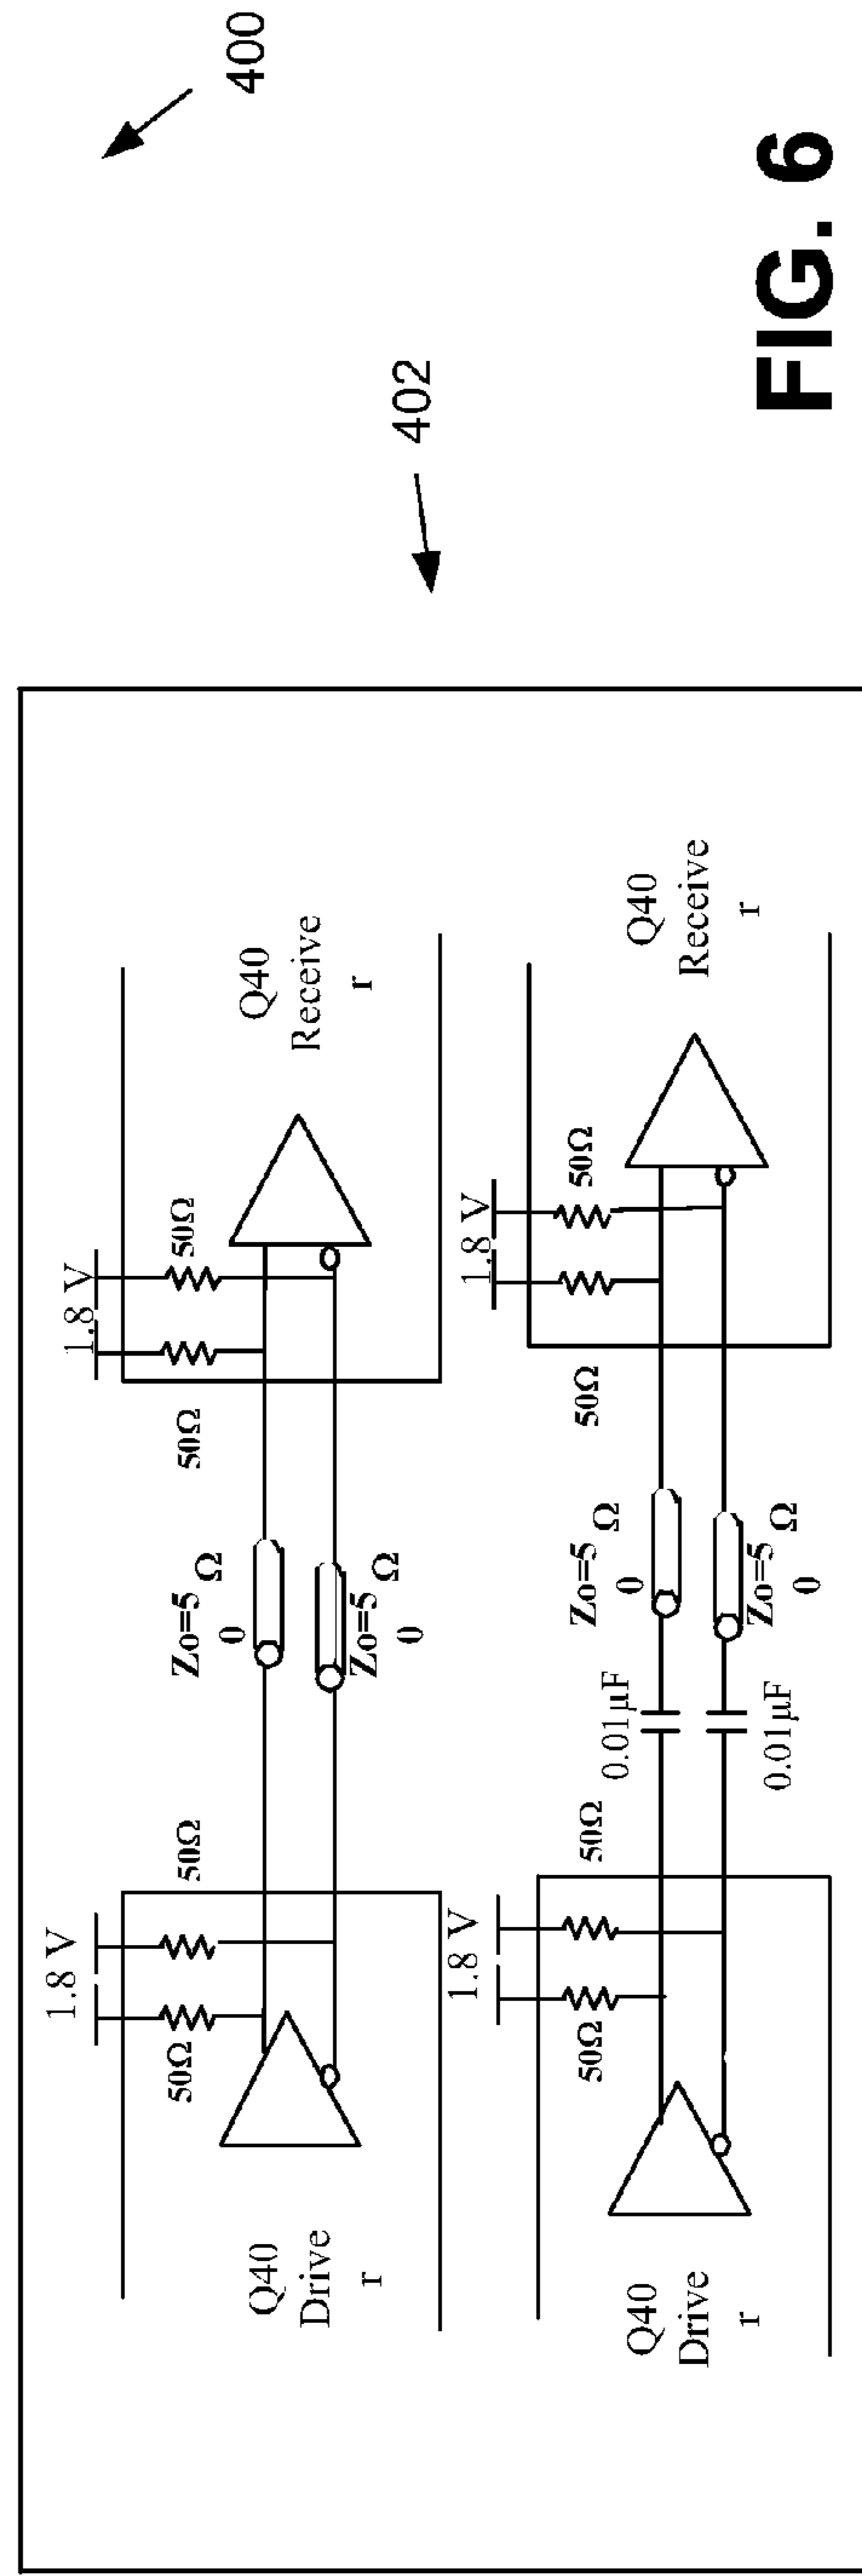 400
402
1.8 V
1.8 V
50Ω
50Ω
50Ω
50Ω
Q40
Drive
r
Zo=5
0
Ω
Zo=5
0
Ω
Q40
Receive
r
1.8 V
1.8 V
50Ω
50Ω
50Ω
50Ω
Q40
Drive
r
0.01µF
0.01µF
Zo=5
0
Ω
Zo=5
0
Ω
Q40
Receive
r
FIG. 6